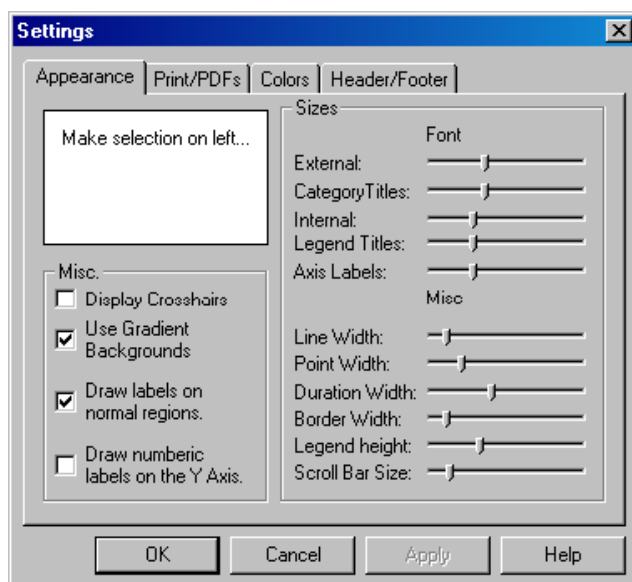 Settings
Appearance Print/PDFs Colors Header/Footer
Make selection on left...
Misc.
Display Crosshairs
Use Gradient
Backgrounds
Draw labels on
normal regions.
Draw numberic
labels on the Y Axis.
Sizes
Font
External:
CategoryTitles:
Internal:
Legend Titles:
Axis Labels:
Misc
Line Width:
Point Width:
Duration Width:
Border Width:
Legend height:
Scroll Bar Size:
OK Cancel Apply Help